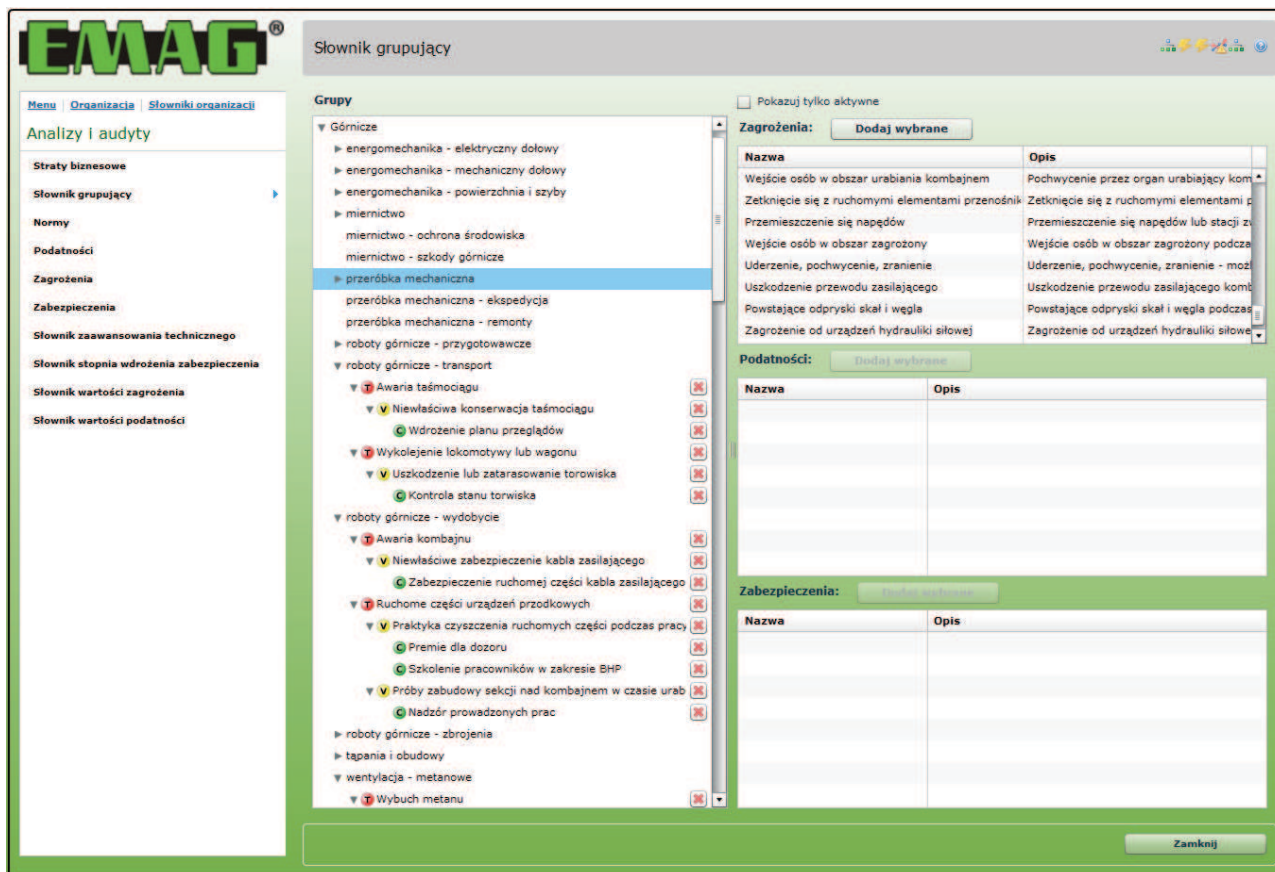 EMAG®
Słownik grupujący
Menu Organizacja Słowniki organizacji
Analizy i audyty
Straty biznesowe
Słownik grupujący
Normy
Podatności
Zagrożenia
Zabezpieczenia
Słownik zaawansowania technicznego
Słownik stopnia wdrożenia zabezpieczenia
Słownik wartości zagrożenia
Słownik wartości podatności
Grupy
Górnicze
energomechanika - elektryczny dołowy
energomechanika - mechaniczny dołowy
energomechanika - powierzchnia i szyby
miernictwo
miernictwo - ochrona środowiska
miernictwo - szkody górnicze
przeróbka mechaniczna
przeróbka mechaniczna - ekspedycja
przeróbka mechaniczna - remonty
roboty górnicze - przygotowawcze
roboty górnicze - transport
T Awaria taśmociągu
V Niewłaściwa konserwacja taśmociągu
C Wdrożenie planu przeglądów
T Wykolejenie lokomotywy lub wagonu
V Uszkodzenie lub zatarasowanie torowiska
C Kontrola stanu torwiska
roboty górnicze - wydobycie
T Awaria kombajnu
V Niewłaściwe zabezpieczenie kabla zasilającego
C Zabezpieczenie ruchomej części kabla zasilającego
T Ruchome części urządzeń przodkowych
V Praktyka czyszczenia ruchomych części podczas pracy
C Premie dla dozoru
C Szkolenie pracowników w zakresie BHP
V Próby zabudowy sekcji nad kombajnem w czasie urab
C Nadzór prowadzonych prac
roboty górnicze - zbrojenia
tąpania i obudowy
wentylacja - metanowe
T Wybuch metanu
Pokazuj tylko aktywne
Zagrożenia: Dodaj wybrane
Nazwa Opis
Wejście osób w obszar urabiania kombajnem Pochwycenie przez organ urabiający kom
Zetknięcie się z ruchomymi elementami przenośnik Zetknięcie się z ruchomymi elementami p
Przemieszczenie się napędów Przemieszczenie się napędów lub stacji zw
Wejście osób w obszar zagrożony Wejście osób w obszar zagrożony podcza
Uderzenie, pochwycenie, zranienie Uderzenie, pochwycenie, zranienie - możl
Uszkodzenie przewodu zasilającego Uszkodzenie przewodu zasilającego komb
Powstające odpryski skał i węgla Powstające odpryski skał i węgla podczas
Zagrożenie od urządzeń hydrauliki siłowej Zagrożenie od urządzeń hydrauliki siłowe
Podatności: Dodaj wybrane
Nazwa Opis
Zabezpieczenia: Dodaj wybrane
Nazwa Opis
Zamknij